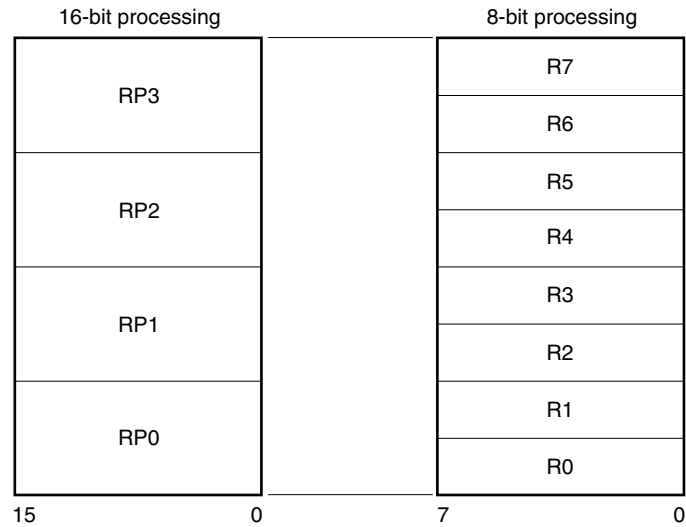 16-bit processing
8-bit processing
RP3
RP2
RP1
RP0
R7
R6
R5
R4
R3
R2
R1
R0
15 0
7 0